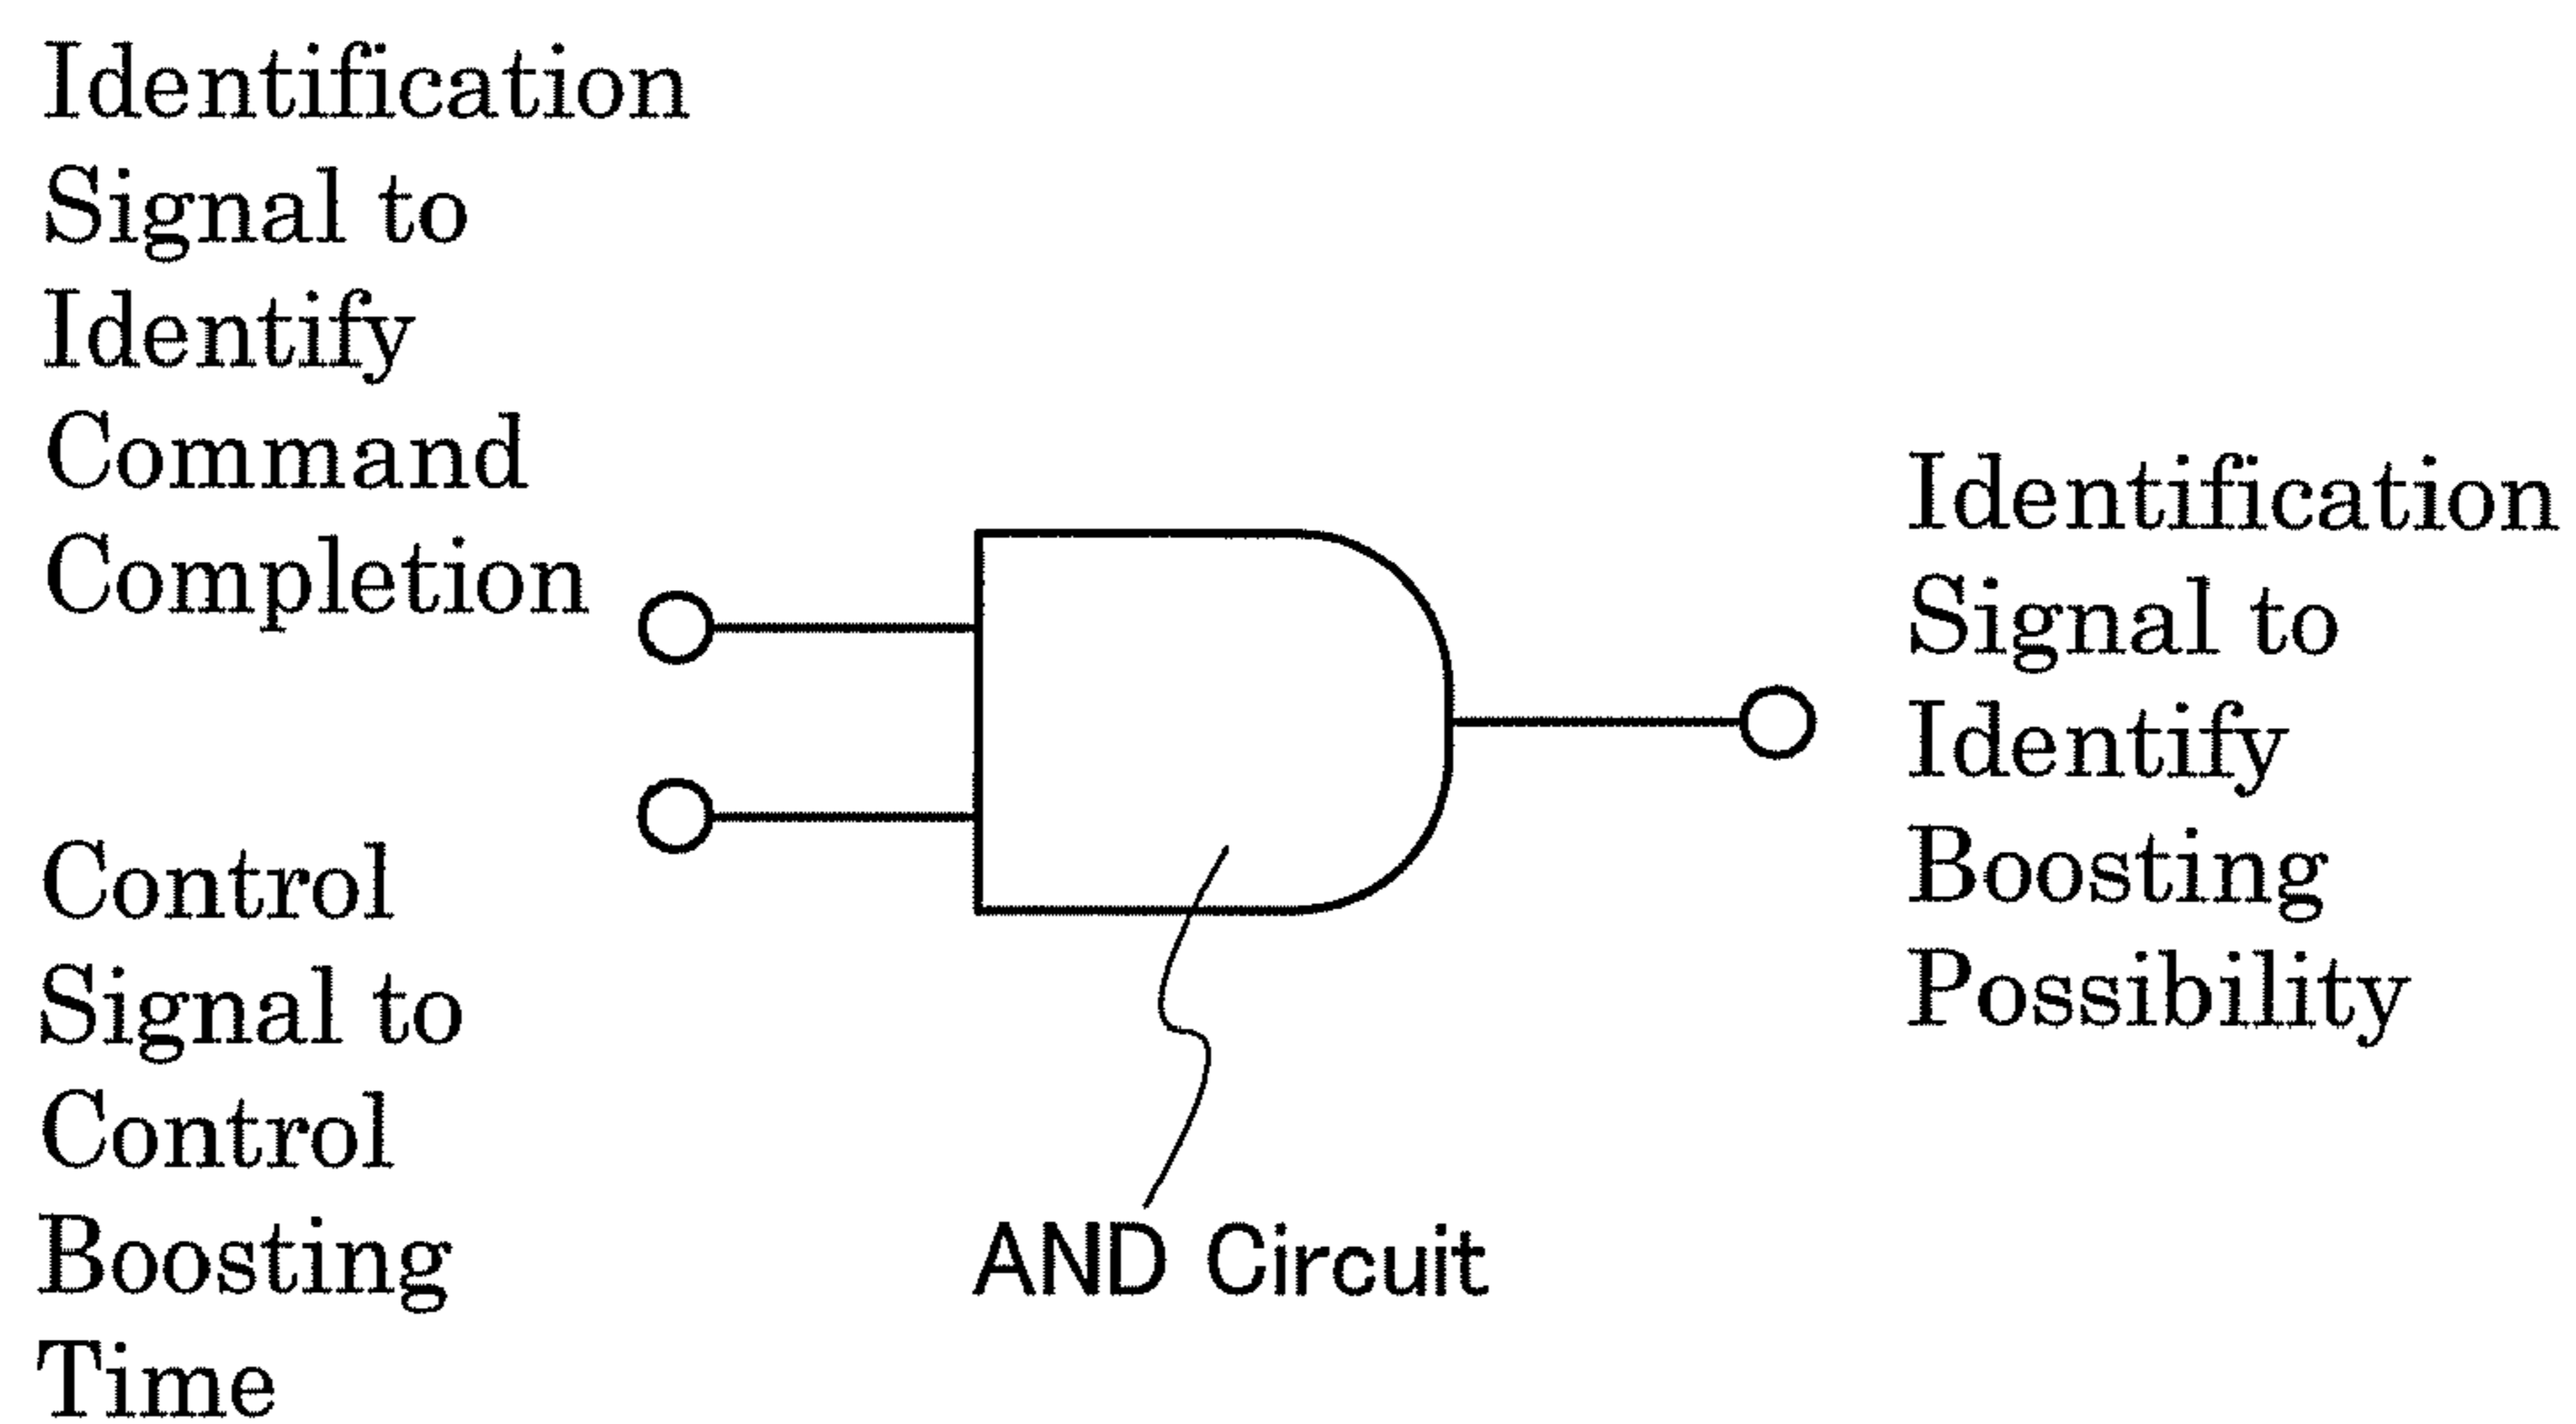 Identification
Signal to
Identify
Command
Completion
Control
Signal to
Control
Boosting
Time
AND Circuit
Identification
Signal to
Identify
Boosting
Possibility